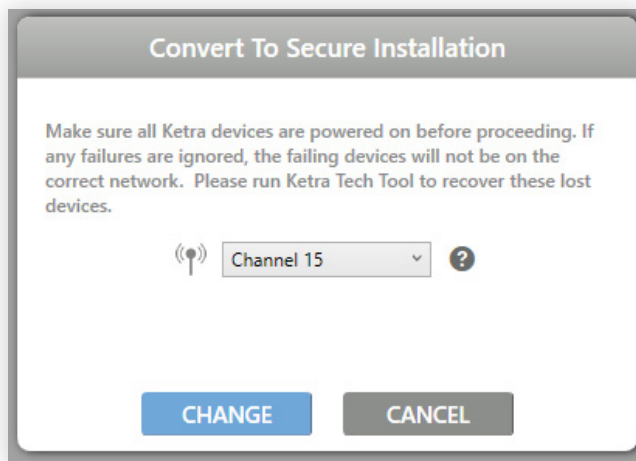 Convert To Secure Installation
Make sure all Ketra devices are powered on before proceeding. If
any failures are ignored, the failing devices will not be on the
correct network.  Please run Ketra Tech Tool to recover these lost
devices.
Channel 15
?
CHANGE
CANCEL